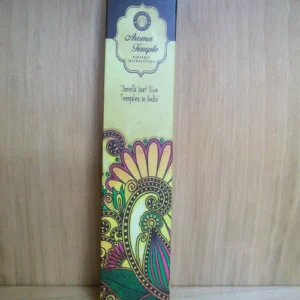 Aroma
Temple
'Smells just like
Temples in India'